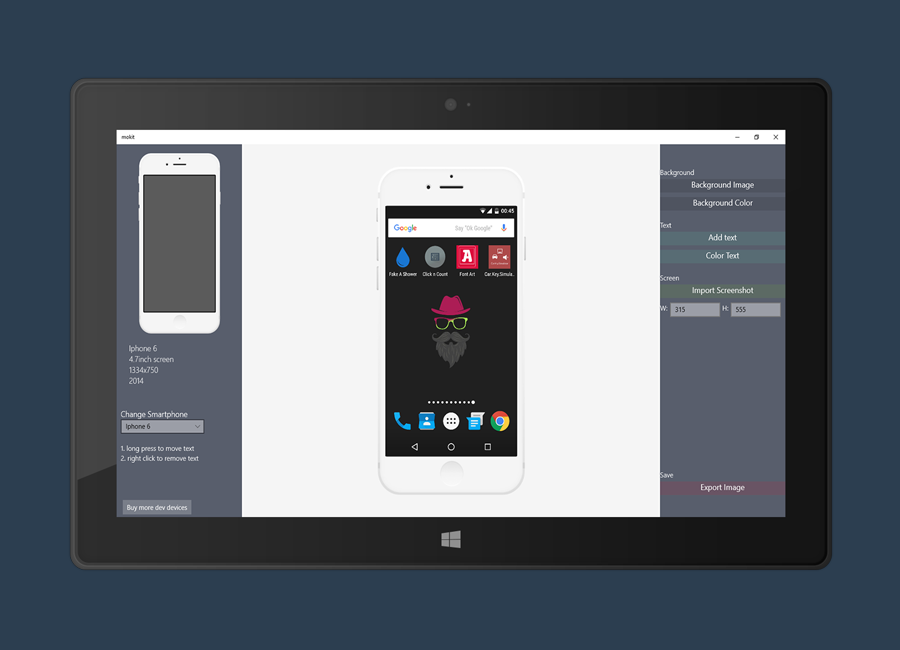 mokit
Iphone 6
4.7inch screen
1334x750
2014
Change Smartphone
Iphone 6
1. long press to move text
2. right click to remove text
Buy more dev devices
00:45
Google
Say "Ok Google"
Fake A Shower
Click n Count
Font Art
Car.Key.Simula..
A
Background
Background Image
Background Color
Text
Add text
Color Text
Screen
Import Screenshot
W:
315
H:
555
Save
Export Image